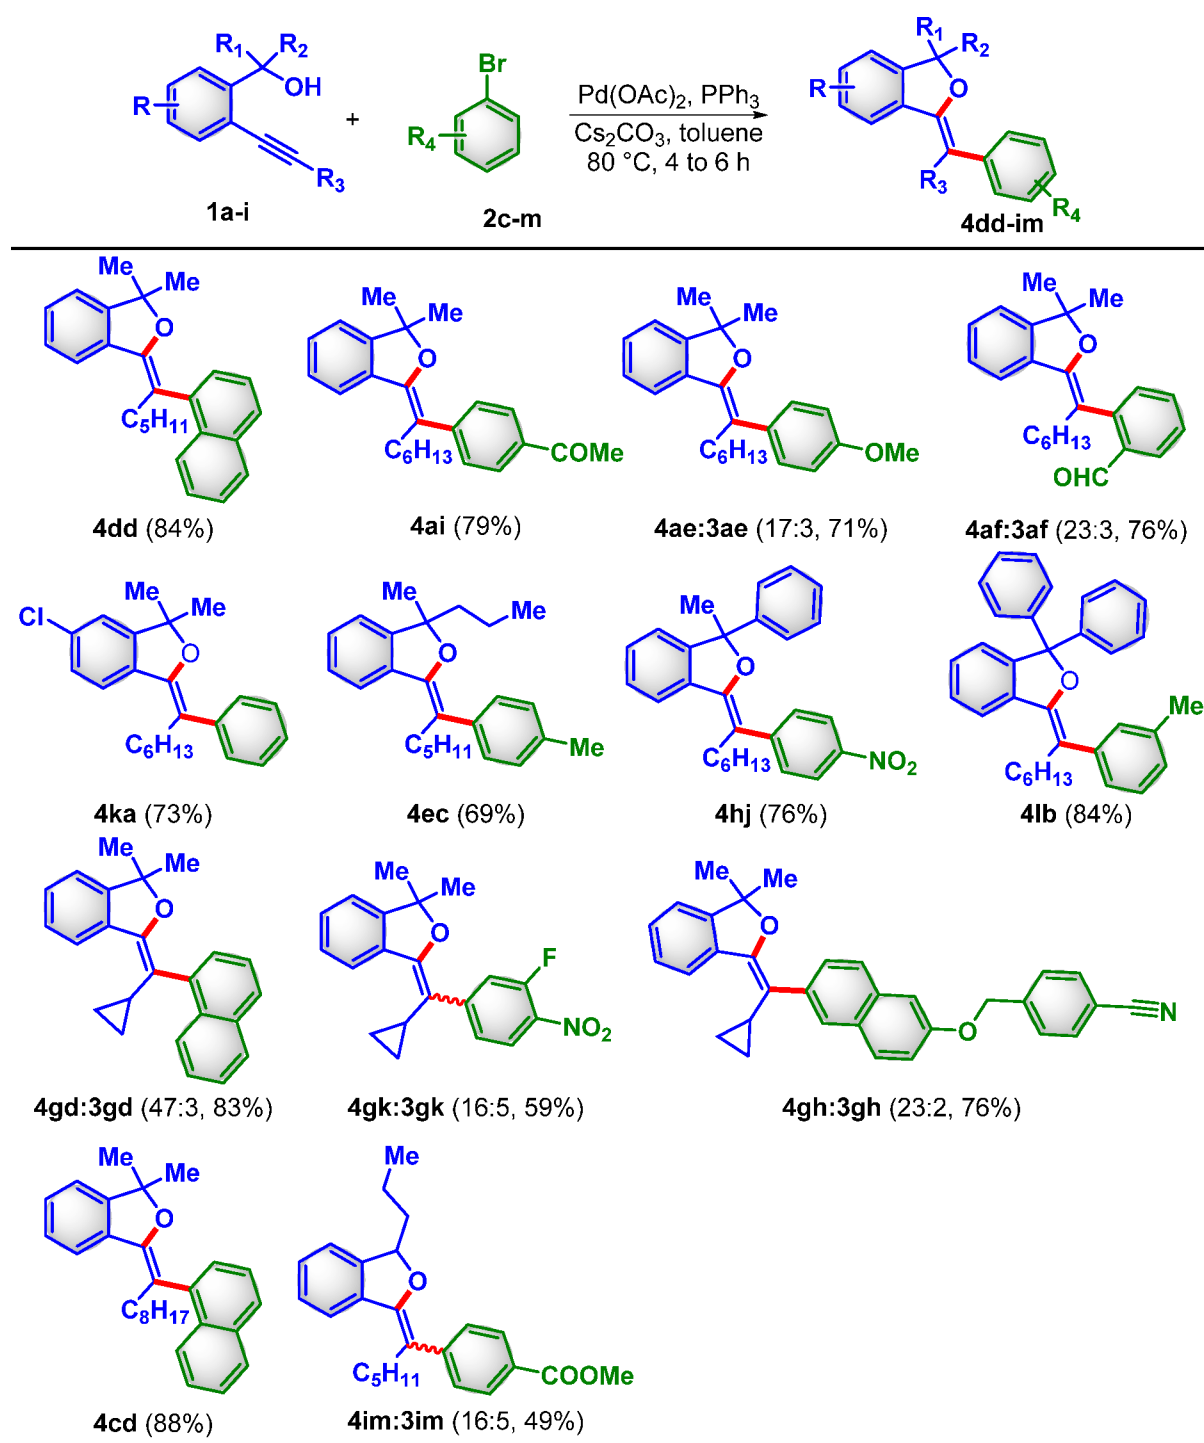 R1 R2
OH
R
R3
1a-i
+
Br
R4
2c-m
Pd(OAc)2, PPh3
Cs2CO3, toluene
80 °C, 4 to 6 h
R1
R2
O
R
R3
R4
4dd-im
Me
Me
O
C5H11
4dd (84%)
Me
Me
O
C6H13
COMe
4ai (79%)
Me
Me
O
C6H13
OMe
4ae:3ae (17:3, 71%)
Me
Me
O
C6H13
OHC
4af:3af (23:3, 76%)
Cl
Me
Me
O
C6H13
4ka (73%)
Me
Me
O
C5H11
Me
4ec (69%)
Me
O
C6H13
NO2
4hj (76%)
O
Me
C6H13
4lb (84%)
Me
Me
O
4gd:3gd (47:3, 83%)
Me
Me
O
F
NO2
4gk:3gk (16:5, 59%)
Me
Me
O
O
N
4gh:3gh (23:2, 76%)
Me
Me
O
C8H17
4cd (88%)
Me
O
C5H11
COOMe
4im:3im (16:5, 49%)